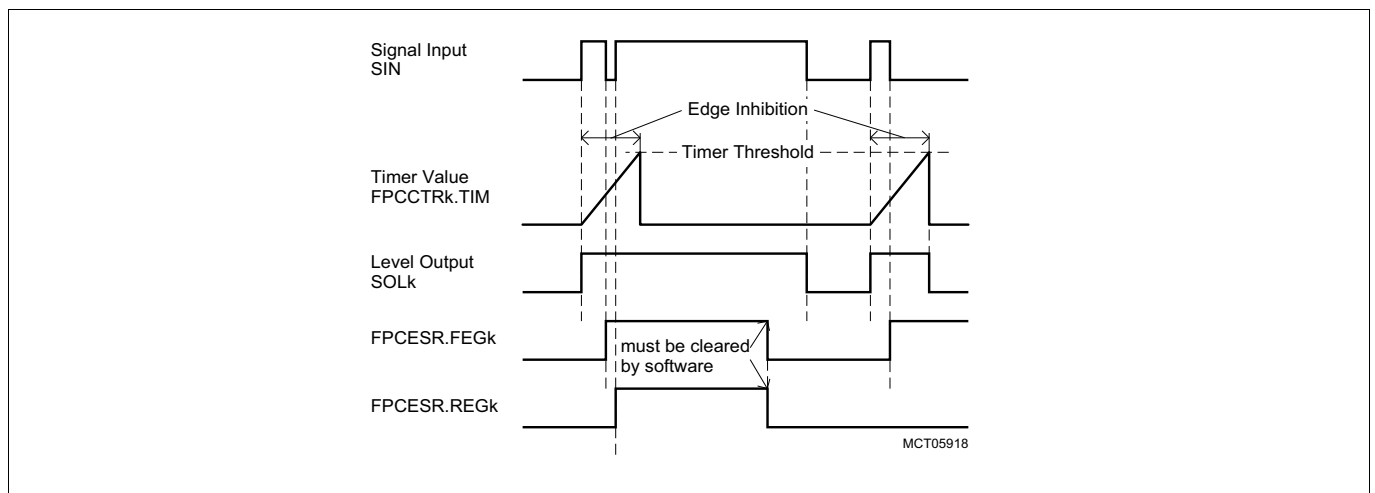 Signal Input
SIN
Edge Inhibition
Timer Threshold
Timer Value
FPCCTRk.TIM
Level Output
SOLk
FPCESR.FEGk
must be cleared
by software
FPCESR.REGk
MCT05918